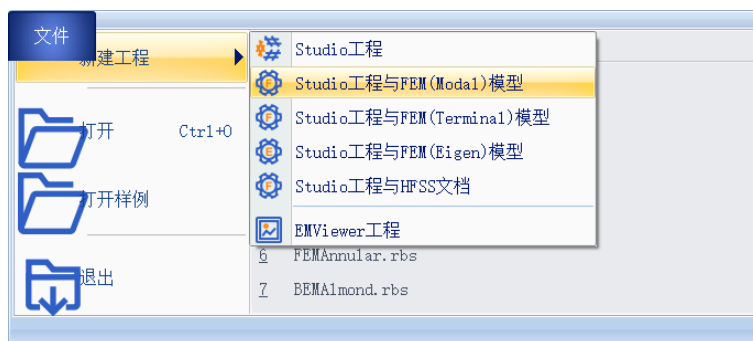 文件
新建工程
打开 Ctrl+O
打开样例
退出
Studio工程
Studio工程与FEM(Modal)模型
Studio工程与FEM(Terminal)模型
Studio工程与FEM(Eigen)模型
Studio工程与HFSS文档
EMViewer工程
6 FEMAnnular.rbs
7 BEMAlmond.rbs